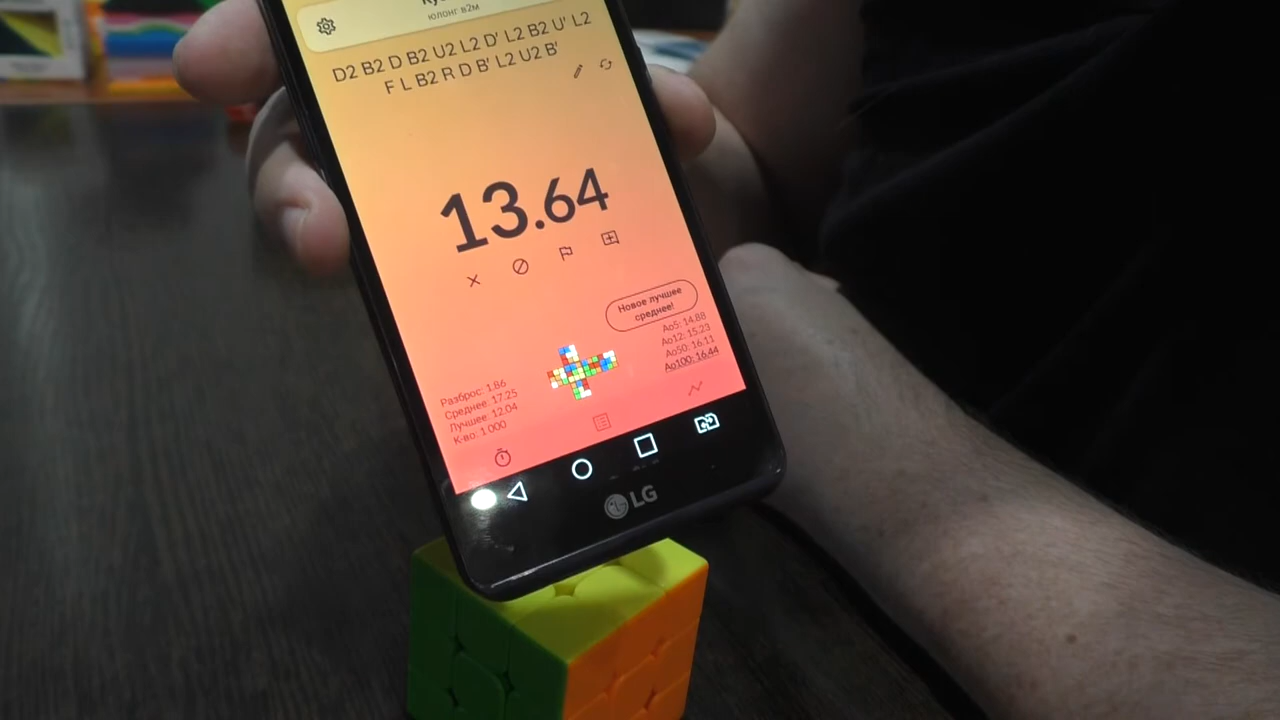 юлонг в2м
D2 B2 D B2 U2 L2 D' L2 B2 U' L2
F L B2 R D B' L2 U2 B'
13.64
Новое лучшее
среднее!
Ao5: 14.88
Ao12: 15.23
Ao50: 16.11
Ao100: 16.44
Разброс: 1.86
Среднее: 17.25
Лучшее: 12.04
К-во: 1 000
LG